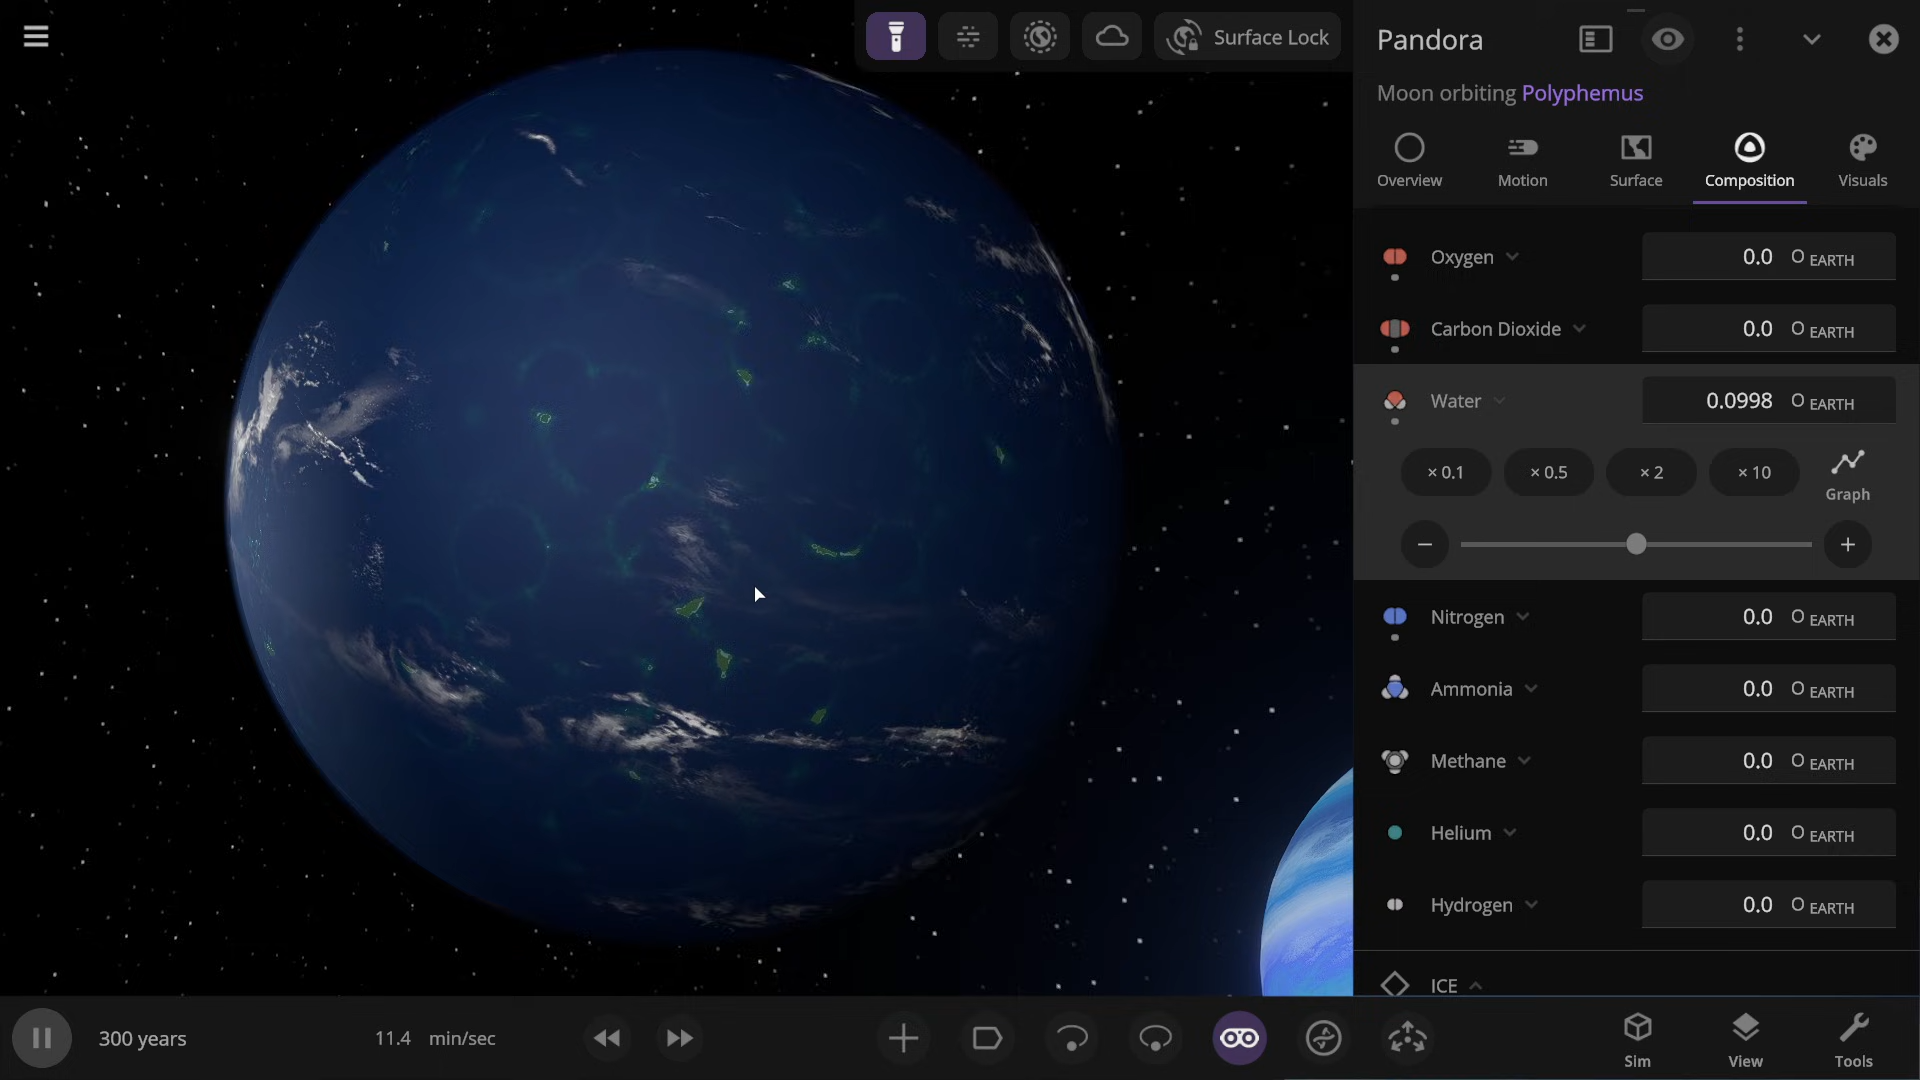 Surface Lock
Pandora
Moon orbiting Polyphemus
Overview
Motion
Surface
Composition
Visuals
Oxygen 0.0 O EARTH
Carbon Dioxide 0.0 O EARTH
Water 0.0998 O EARTH
× 0.1
× 0.5
× 2
× 10
Graph
Nitrogen 0.0 O EARTH
Ammonia 0.0 O EARTH
Methane 0.0 O EARTH
Helium 0.0 O EARTH
Hydrogen 0.0 O EARTH
ICE
300 years
11.4 min/sec
Sim
View
Tools